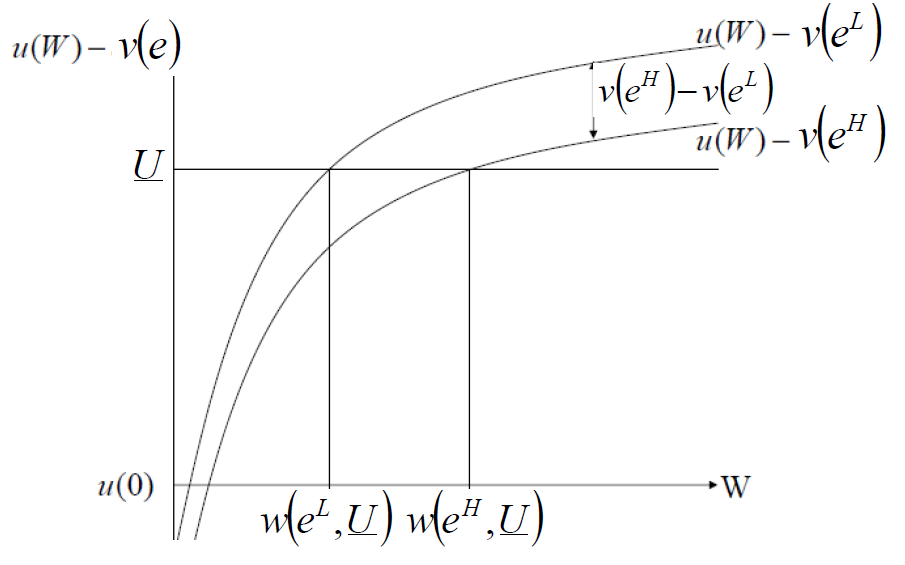 u(W) – v(e)
u(W) – v(e^L)
v(e^H) – v(e^L)
u(W) – v(e^H)
U̲
u(0)
W
w(e^L, U̲) w(e^H, U̲)